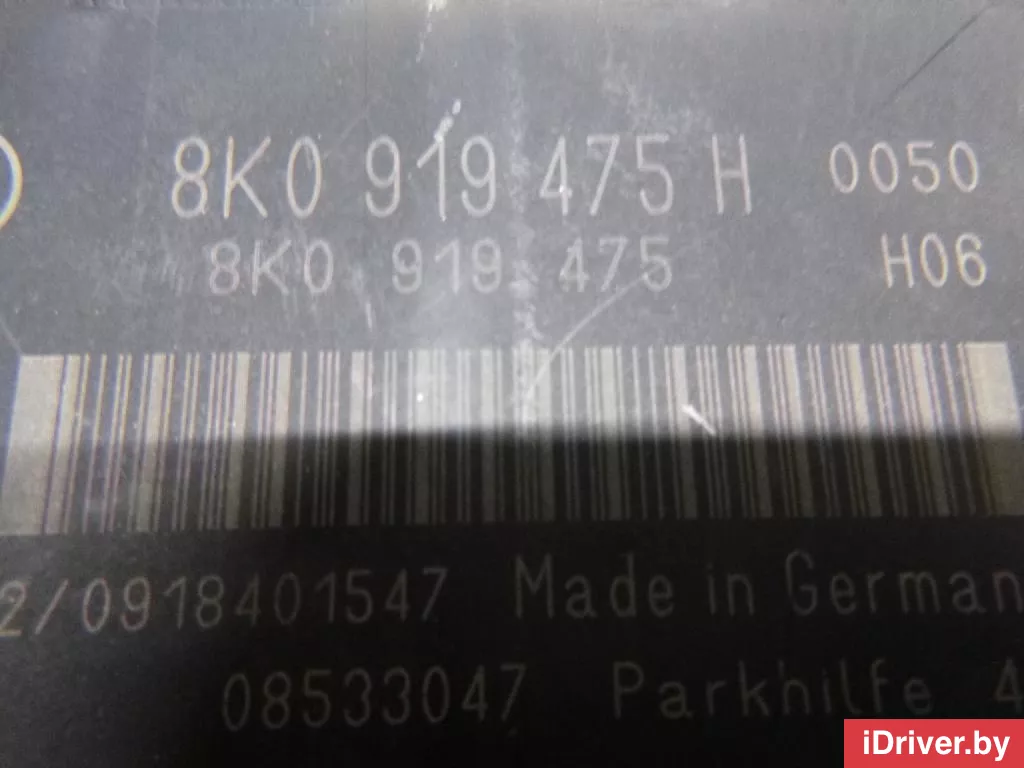 8K0 919 475 H 0050
8K0 919 475 H06
2/0918401547 Made in German
08533047 Parkhilfe 4
iDriver.by